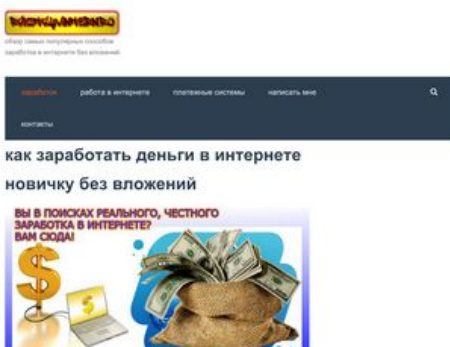 обзор самых популярных способов
заработка в интернете без вложений.
заработок работа в интернете платежные системы написать мне
контакты
как заработать деньги в интернете
новичку без вложений
ВЫ В ПОИСКАХ РЕАЛЬНОГО, ЧЕСТНОГО
ЗАРАБОТКА В ИНТЕРНЕТЕ?
ВАМ СЮДА!